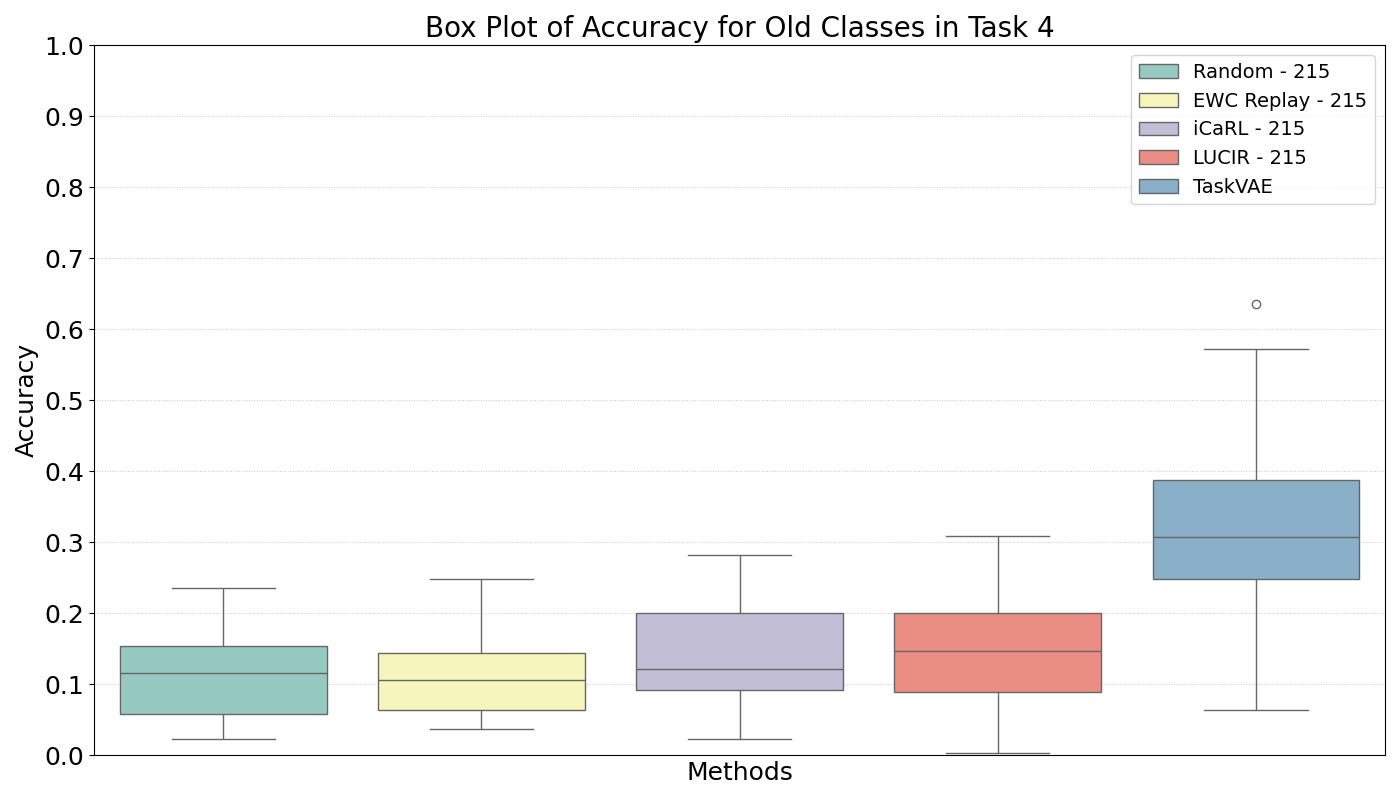 Box Plot of Accuracy for Old Classes in Task 4
1.0
0.9
0.8
0.7
0.6
0.5
0.4
0.3
0.2
0.1
0.0
Accuracy
Methods
Random - 215
EWC Replay - 215
iCaRL - 215
LUCIR - 215
TaskVAE